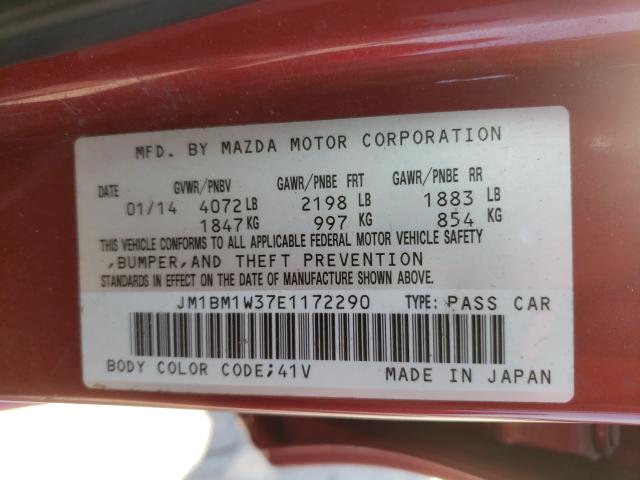 MFD. BY MAZDA MOTOR CORPORATION
DATE GVWR/PNBV GAWR/PNBE FRT GAWR/PNBE RR
01/14 4072 LB 2198 LB 1883 LB
1847 KG 997 KG 854 KG
THIS VEHICLE CONFORMS TO ALL APPLICABLE FEDERAL MOTOR VEHICLE SAFETY
,BUMPER,AND THEFT PREVENTION
STANDARDS IN EFFECT ON THE DATE OF MANUFACTURE SHOWN ABOVE.
JM1BM1W37E1172290 TYPE: PASS CAR
BODY COLOR CODE;41V MADE IN JAPAN